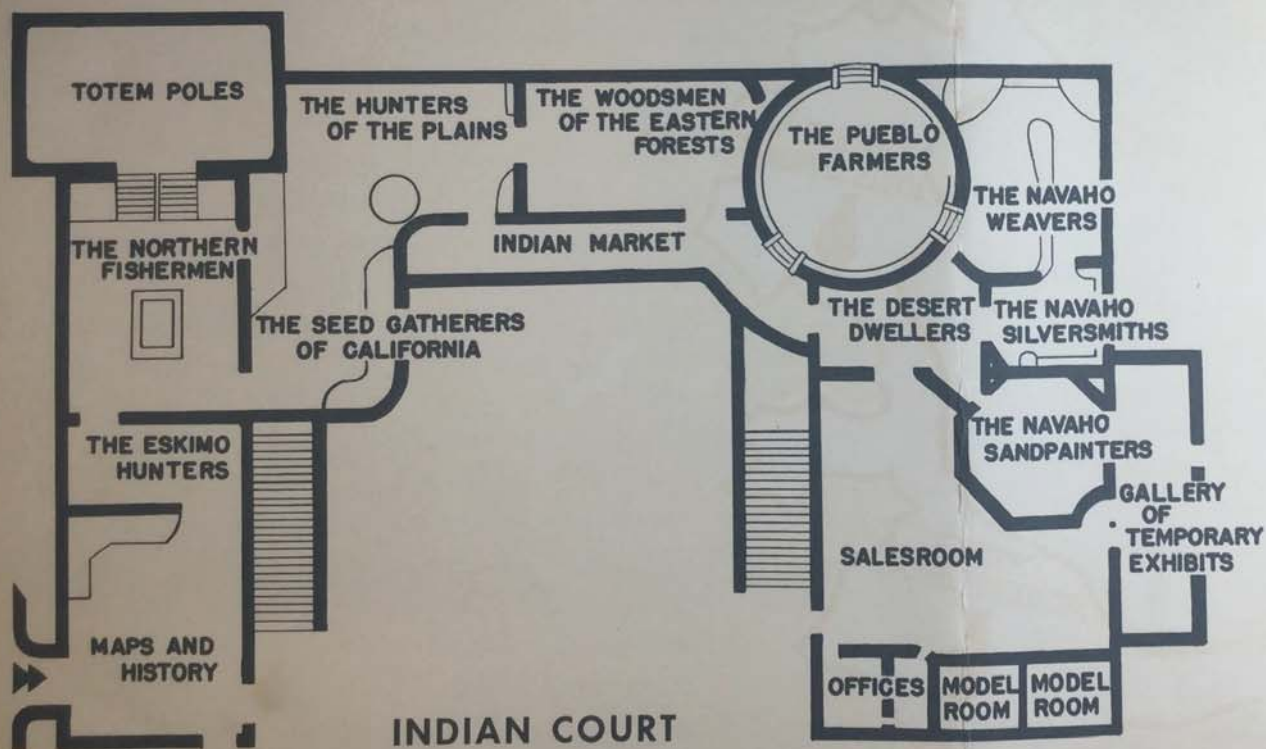 TOTEM POLES
THE HUNTERS
OF THE PLAINS
THE WOODSMEN
OF THE EASTERN
FORESTS
THE PUEBLO
FARMERS
THE NAVAHO
WEAVERS
THE NORTHERN
FISHERMEN
INDIAN MARKET
THE SEED GATHERERS
OF CALIFORNIA
THE DESERT
DWELLERS
THE NAVAHO
SILVERSMITHS
THE ESKIMO
HUNTERS
THE NAVAHO
SANDPAINTERS
GALLERY
OF
TEMPORARY
EXHIBITS
SALESROOM
MAPS AND
HISTORY
OFFICES
MODEL
ROOM
MODEL
ROOM
INDIAN COURT